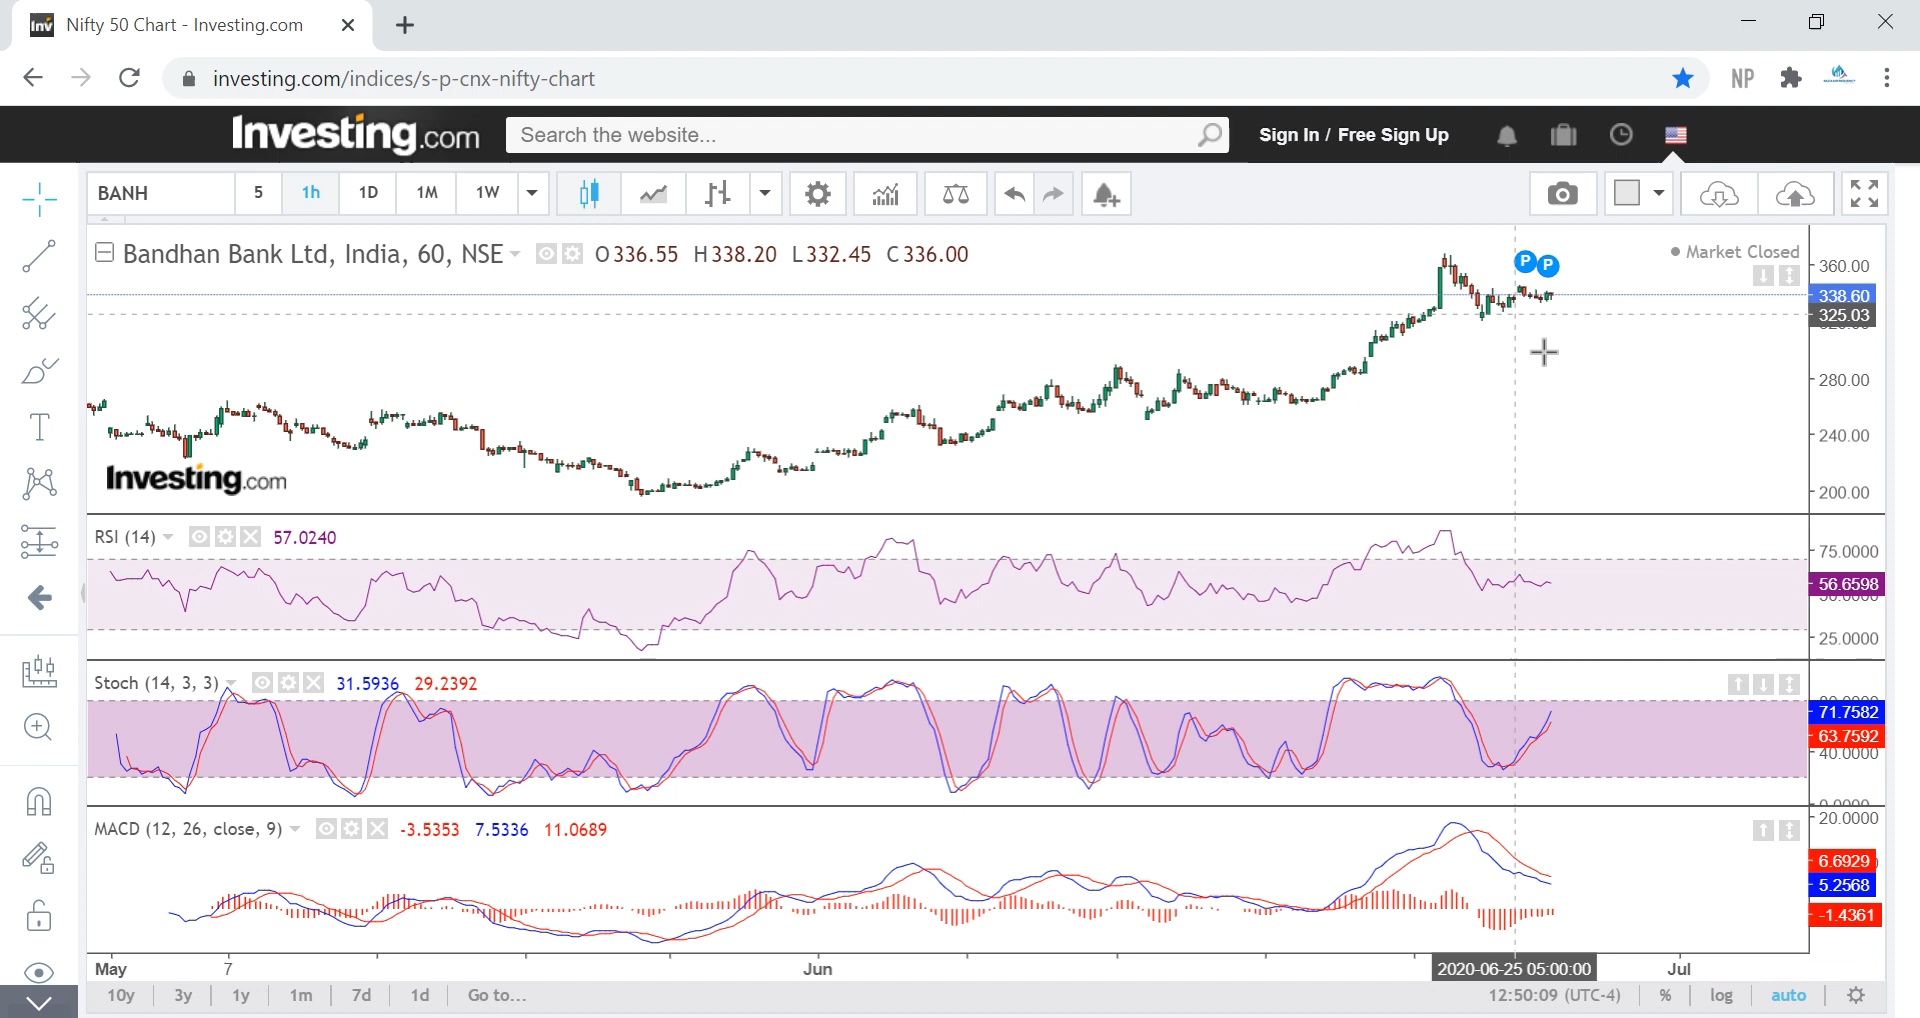 Nifty 50 Chart - Investing.com
investing.com/indices/s-p-cnx-nifty-chart
NP
Investing.com Search the website... Sign In / Free Sign Up
BANH 5 1h 1D 1M 1W
Bandhan Bank Ltd, India, 60, NSE O336.55 H338.20 L332.45 C336.00
Market Closed
P P
360.00
338.60
325.03
280.00
240.00
200.00
Investing.com
RSI (14) 57.0240
75.0000
56.6598
25.0000
Stoch (14, 3, 3) 31.5936 29.2392
71.7582
63.7592
40.0000
0.0000
MACD (12, 26, close, 9) -3.5353 7.5336 11.0689
20.0000
6.6929
5.2568
-1.4361
May 7 Jun 2020-06-25 05:00:00 Jul
10y 3y 1y 1m 7d 1d Go to... 12:50:09 (UTC-4) % log auto